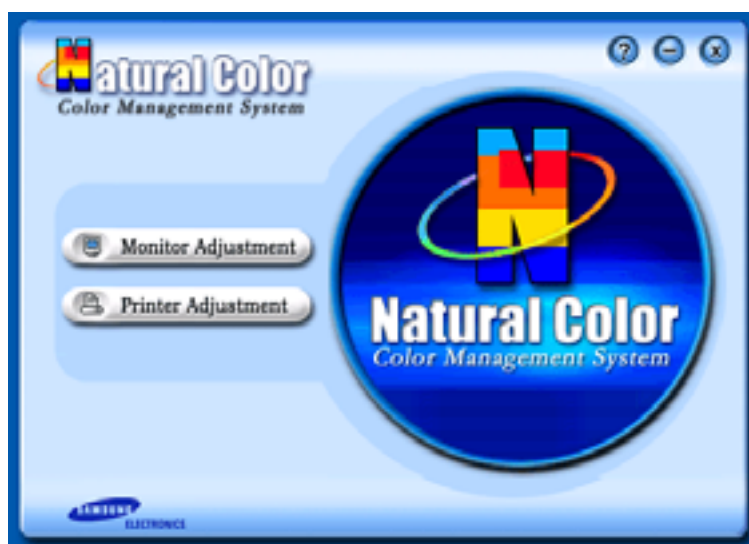 Natural Color
Color Management System
?
Monitor Adjustment
Printer Adjustment
N
Natural Color
Color Management System
SAMSUNG
ELECTRONICS